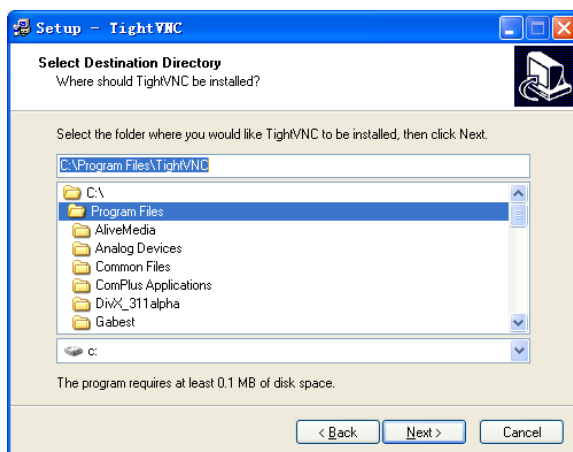 Setup - TightVNC
Select Destination Directory
Where should TightVNC be installed?
Select the folder where you would like TightVNC to be installed, then click Next.
C:\Program Files\TightVNC
C:\
Program Files
AliveMedia
Analog Devices
Common Files
ComPlus Applications
DivX_311alpha
Gabest
c:
The program requires at least 0.1 MB of disk space.
< Back Next > Cancel